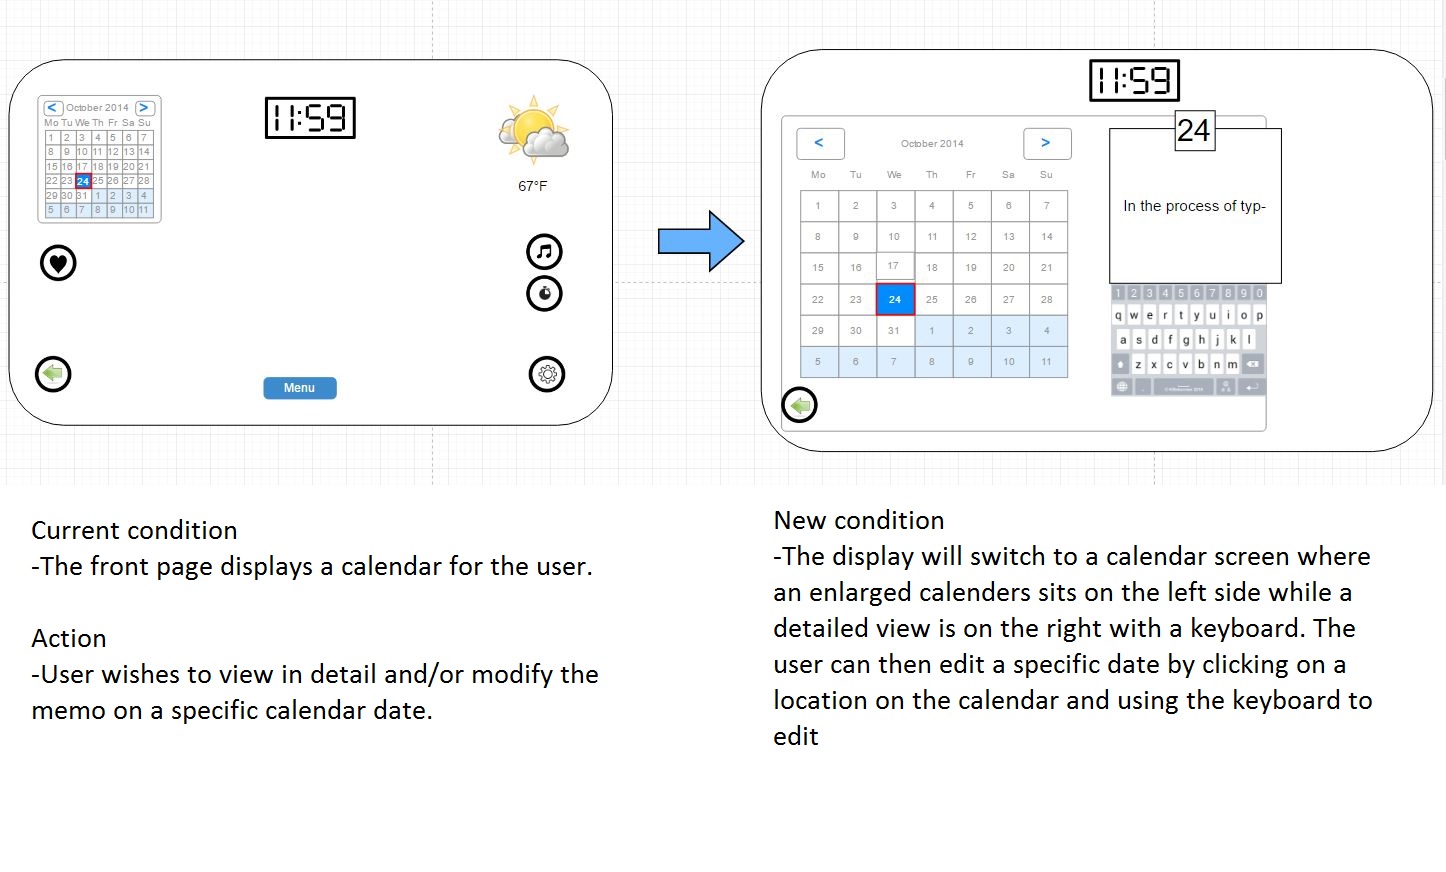 11:59
< October 2014 >
Mo Tu We Th Fr Sa Su
1 2 3 4 5 6 7
8 9 10 11 12 13 14
15 16 17 18 19 20 21
22 23 24 25 26 27 28
29 30 31 1 2 3 4
5 6 7 8 9 10 11
67°F
Menu
11:59
< October 2014 >
Mo Tu We Th Fr Sa Su
1 2 3 4 5 6 7
8 9 10 11 12 13 14
15 16 17 18 19 20 21
22 23 24 25 26 27 28
29 30 31 1 2 3 4
5 6 7 8 9 10 11
24
In the process of typ-
1 2 3 4 5 6 7 8 9 0
q w e r t y u i o p
a s d f g h j k l
z x c v b n m
Current condition
-The front page displays a calendar for the user.
Action
-User wishes to view in detail and/or modify the
memo on a specific calendar date.
New condition
-The display will switch to a calendar screen where
an enlarged calenders sits on the left side while a
detailed view is on the right with a keyboard. The
user can then edit a specific date by clicking on a
location on the calendar and using the keyboard to
edit